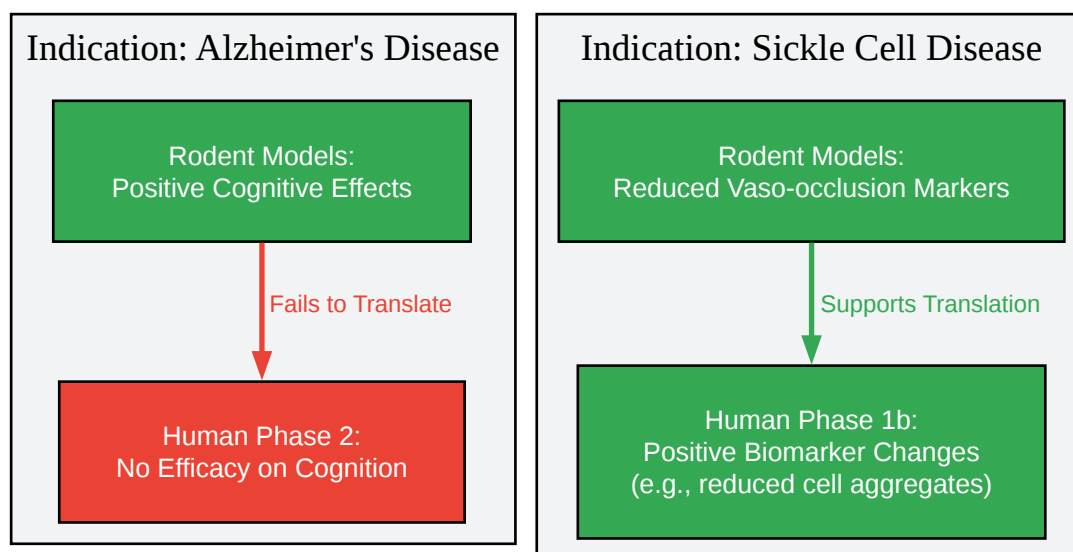 Indication: Alzheimer's Disease
Rodent Models:
Positive Cognitive Effects
Fails to Translate
Human Phase 2:
No Efficacy on Cognition
Indication: Sickle Cell Disease
Rodent Models:
Reduced Vaso-occlusion Markers
Supports Translation
Human Phase 1b:
Positive Biomarker Changes
(e.g., reduced cell aggregates)